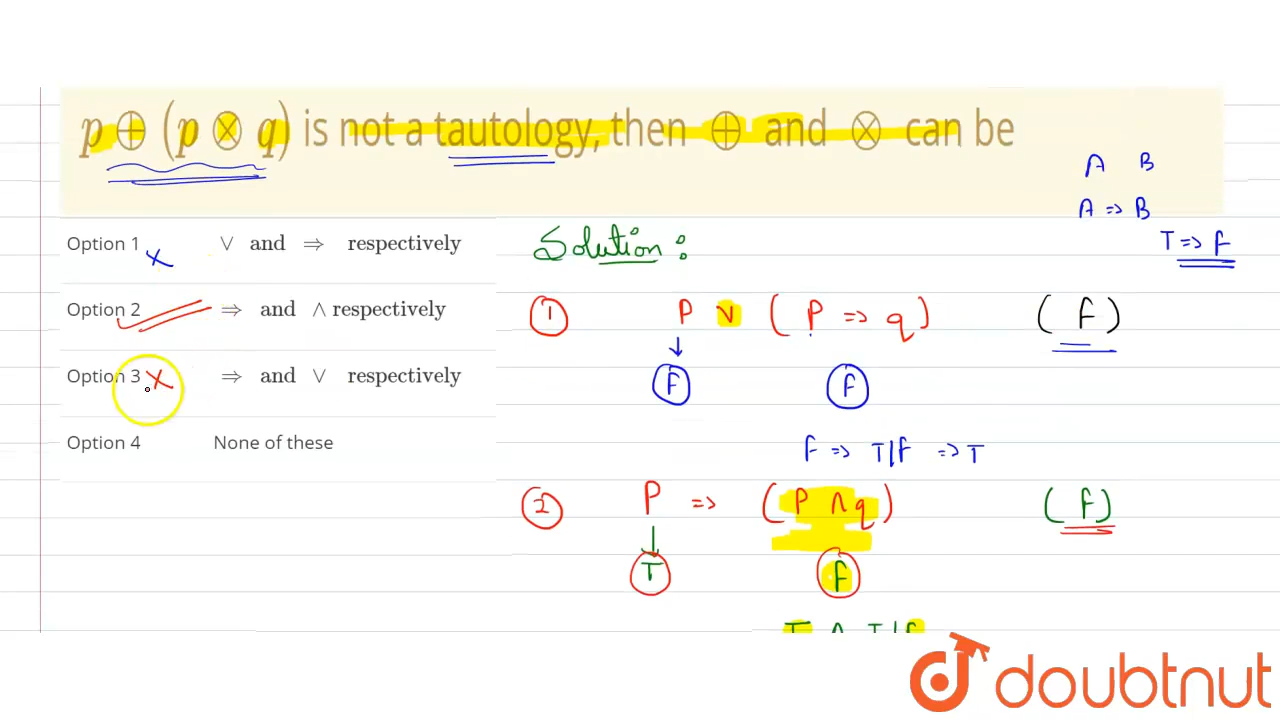 p ⊕ (p ⊗ q) is not a tautology, then ⊕ and ⊗ can be
A B
A => B
T => F
Option 1 ∨ and ⇒ respectively
Option 2 ⇒ and ∧ respectively
Option 3 ⇒ and ∨ respectively
Option 4 None of these
Solution :
① P ∨ ( P => q ) ( F )
F F
F => T/F => T
② P => ( P ∧ q ) ( F )
T F
T ∧ T/F
doubtnut